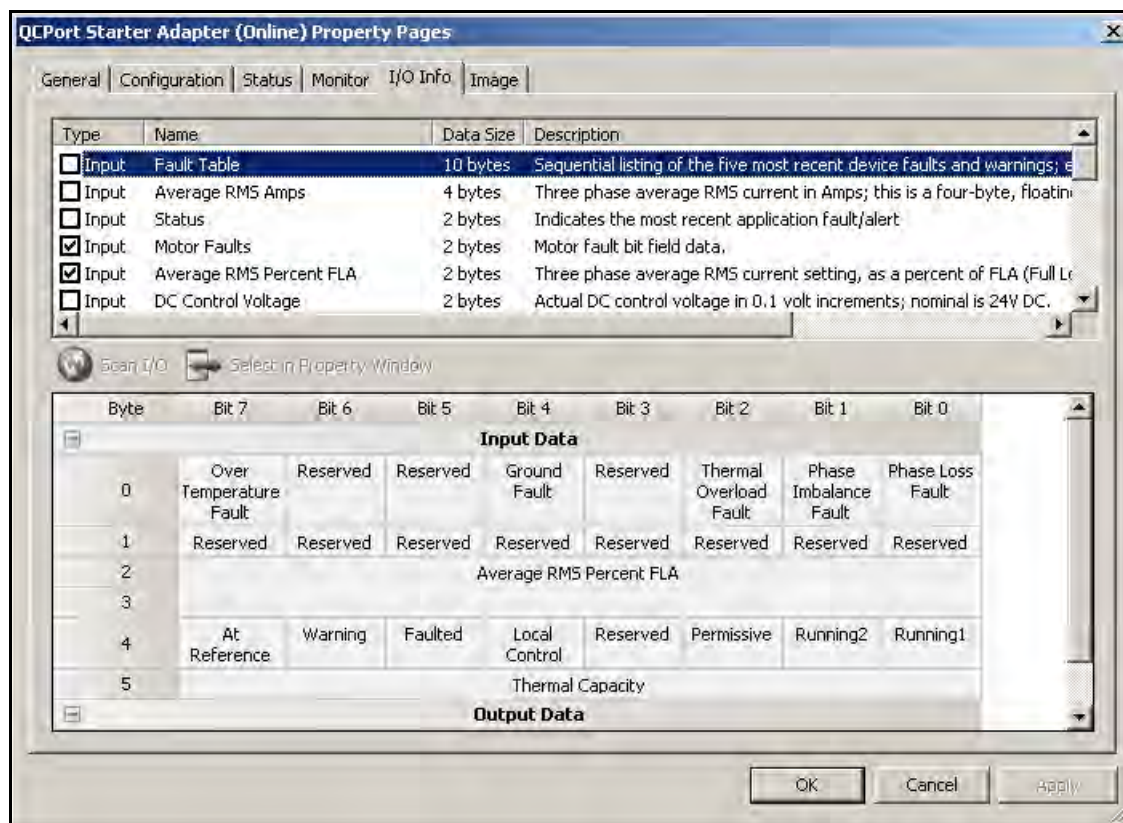 QCPort Starter Adapter (Online) Property Pages
General Configuration Status Monitor I/O Info Image
Type Name Data Size Description
Input Fault Table 10 bytes Sequential listing of the five most recent device faults and warnings; e
Input Average RMS Amps 4 bytes Three phase average RMS current in Amps; this is a four-byte, floatin
Input Status 2 bytes Indicates the most recent application fault/alert
Input Motor Faults 2 bytes Motor fault bit field data.
Input Average RMS Percent FLA 2 bytes Three phase average RMS current setting, as a percent of FLA (Full L
Input DC Control Voltage 2 bytes Actual DC control voltage in 0.1 volt increments; nominal is 24V DC.
Scan I/O Select in Property Window
Byte Bit 7 Bit 6 Bit 5 Bit 4 Bit 3 Bit 2 Bit 1 Bit 0
Input Data
0 Over Temperature Fault Reserved Reserved Ground Fault Reserved Thermal Overload Fault Phase Imbalance Fault Phase Loss Fault
1 Reserved Reserved Reserved Reserved Reserved Reserved Reserved Reserved
2 Average RMS Percent FLA
3
4 At Reference Warning Faulted Local Control Reserved Permissive Running2 Running1
5 Thermal Capacity
Output Data
OK Cancel Apply